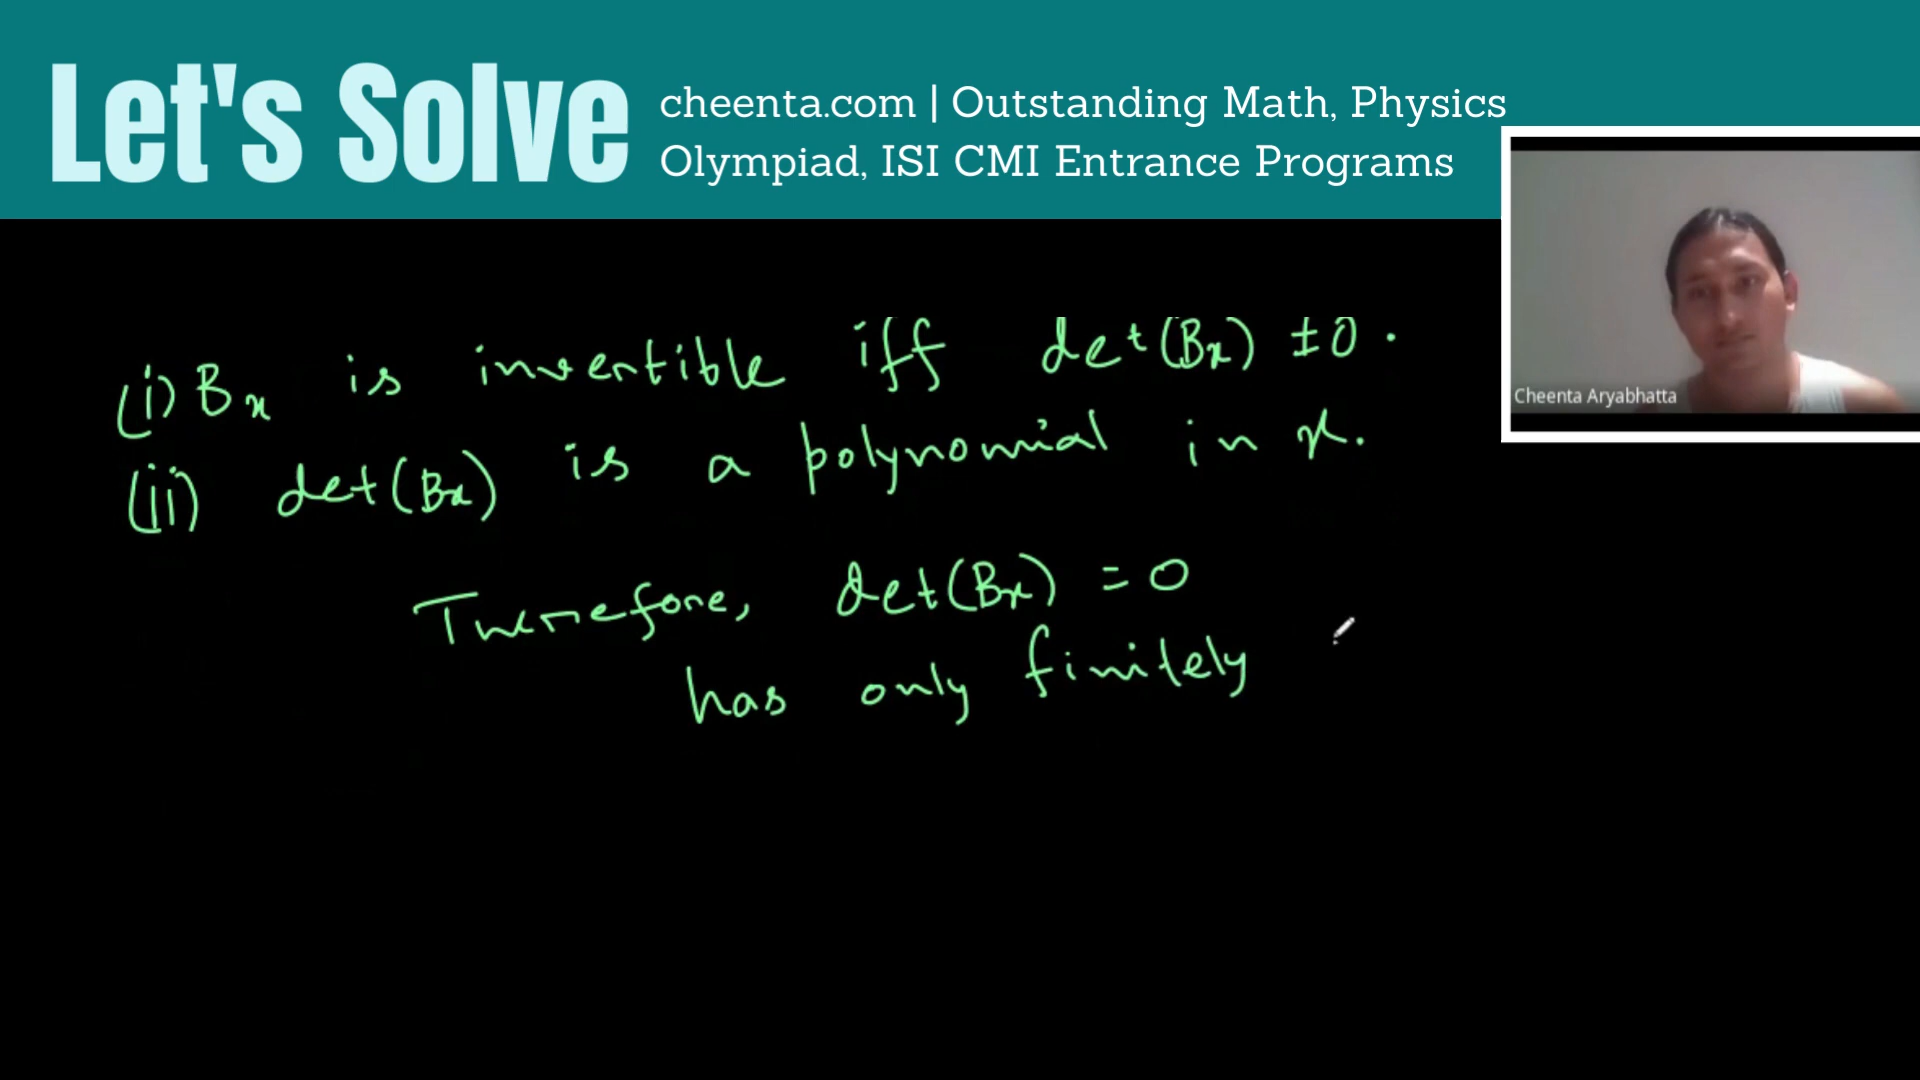 Let's Solve
cheenta.com | Outstanding Math, Physics
Olympiad, ISI CMI Entrance Programs
Cheenta Aryabhatta
(i) Bx is invertible iff det(Bx) ≠0.
(ii) det(Bx) is a polynomial in x.
Therefore, det(Bx) = 0
has only finitely